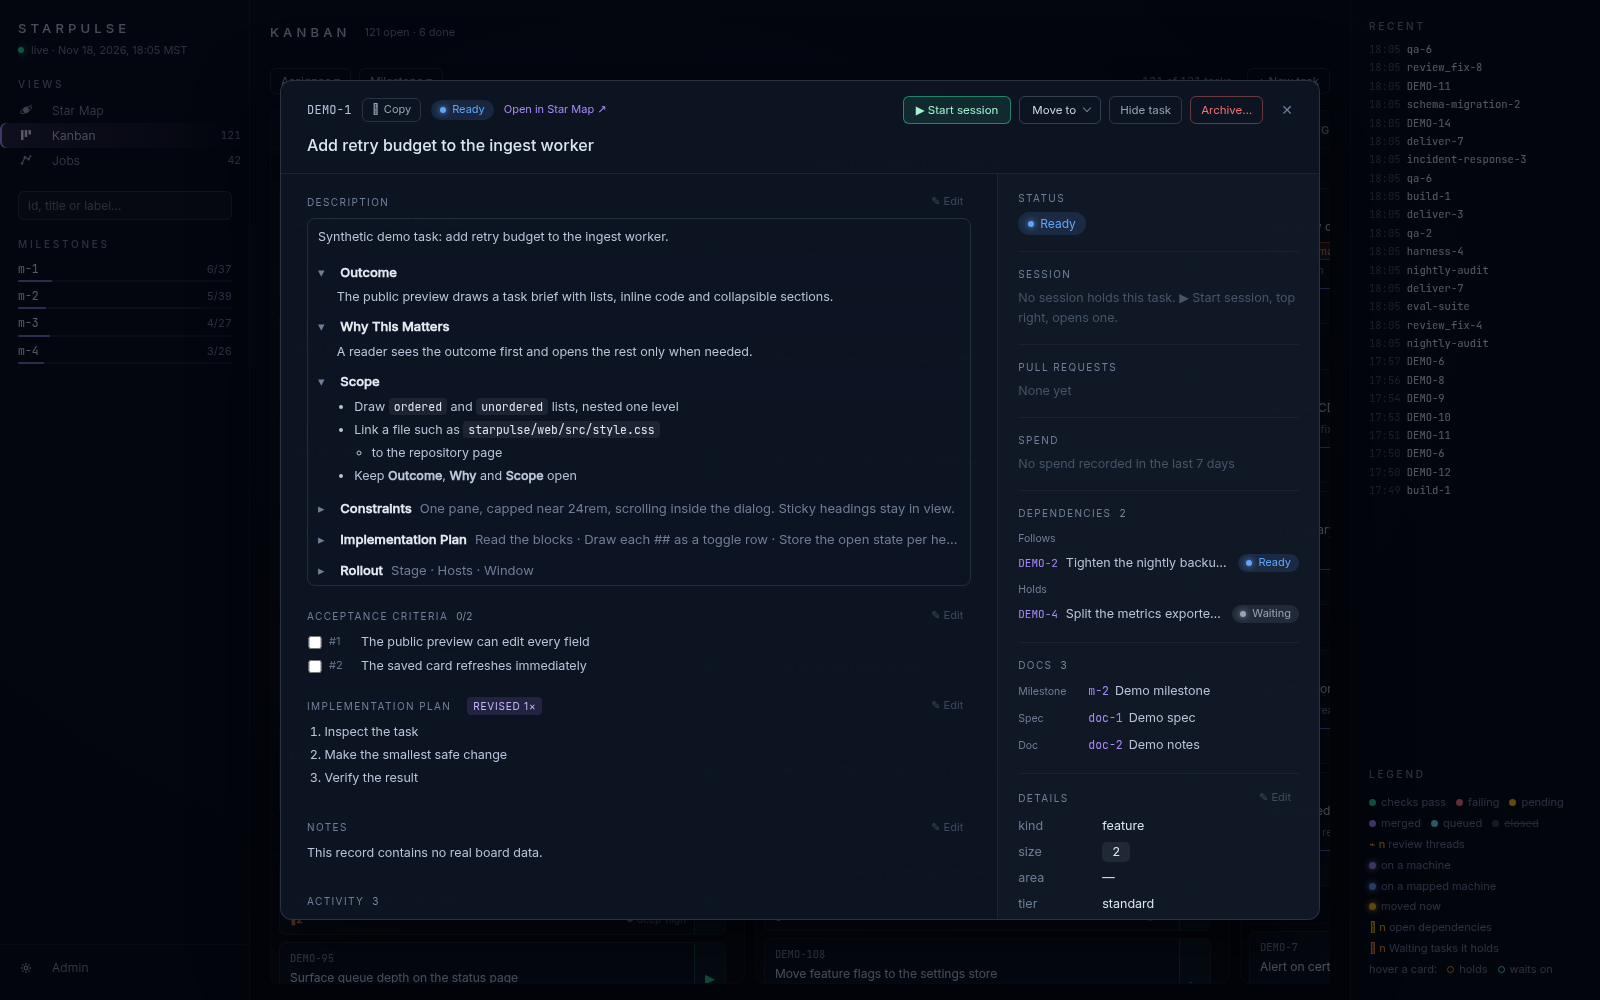 STARPULSE
live · Nov 18, 2026, 18:05 MST
VIEWS
Star Map
Kanban 121
Jobs 42
id, title or label...
MILESTONES
m-1 6/37
m-2 5/39
m-3 4/27
m-4 3/26
Admin
KANBAN 121 open · 6 done
DEMO-1 Copy Ready Open in Star Map ↗ ▶ Start session Move to Hide task Archive... ✕
Add retry budget to the ingest worker
DESCRIPTION ✎ Edit
Synthetic demo task: add retry budget to the ingest worker.
▾ Outcome
The public preview draws a task brief with lists, inline code and collapsible sections.
▾ Why This Matters
A reader sees the outcome first and opens the rest only when needed.
▾ Scope
• Draw ordered and unordered lists, nested one level
• Link a file such as starpulse/web/src/style.css
◦ to the repository page
• Keep Outcome, Why and Scope open
▸ Constraints One pane, capped near 24rem, scrolling inside the dialog. Sticky headings stay in view.
▸ Implementation Plan Read the blocks · Draw each ## as a toggle row · Store the open state per he...
▸ Rollout Stage · Hosts · Window
ACCEPTANCE CRITERIA 0/2 ✎ Edit
#1 The public preview can edit every field
#2 The saved card refreshes immediately
IMPLEMENTATION PLAN REVISED 1× ✎ Edit
1. Inspect the task
2. Make the smallest safe change
3. Verify the result
NOTES ✎ Edit
This record contains no real board data.
ACTIVITY 3
STATUS
Ready
SESSION
No session holds this task. ▶ Start session, top
right, opens one.
PULL REQUESTS
None yet
SPEND
No spend recorded in the last 7 days
DEPENDENCIES 2
Follows
DEMO-2 Tighten the nightly backu... Ready
Holds
DEMO-4 Split the metrics exporte... Waiting
DOCS 3
Milestone m-2 Demo milestone
Spec doc-1 Demo spec
Doc doc-2 Demo notes
DETAILS ✎ Edit
kind feature
size 2
area —
tier standard
DEMO-95
Surface queue depth on the status page
DEMO-108
Move feature flags to the settings store
DEMO-7
Alert on cert
RECENT
18:05 qa-6
18:05 review_fix-8
18:05 DEMO-11
18:05 schema-migration-2
18:05 DEMO-14
18:05 deliver-7
18:05 incident-response-3
18:05 qa-6
18:05 build-1
18:05 deliver-3
18:05 qa-2
18:05 harness-4
18:05 nightly-audit
18:05 deliver-7
18:05 eval-suite
18:05 review_fix-4
18:05 nightly-audit
17:57 DEMO-6
17:56 DEMO-8
17:54 DEMO-9
17:53 DEMO-10
17:51 DEMO-11
17:50 DEMO-6
17:50 DEMO-12
17:49 build-1
LEGEND
checks pass failing pending
merged queued closed
n review threads
on a machine
on a mapped machine
moved now
n open dependencies
n Waiting tasks it holds
hover a card: holds waits on